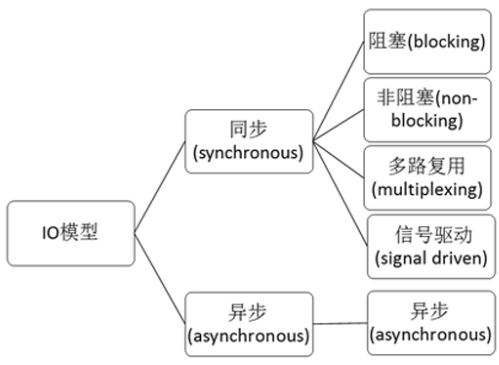 阻塞(blocking)
非阻塞(non-
blocking)
同步
(synchronous)
多路复用
(multiplexing)
IO模型
信号驱动
(signal driven)
异步
(asynchronous)
异步
(asynchronous)